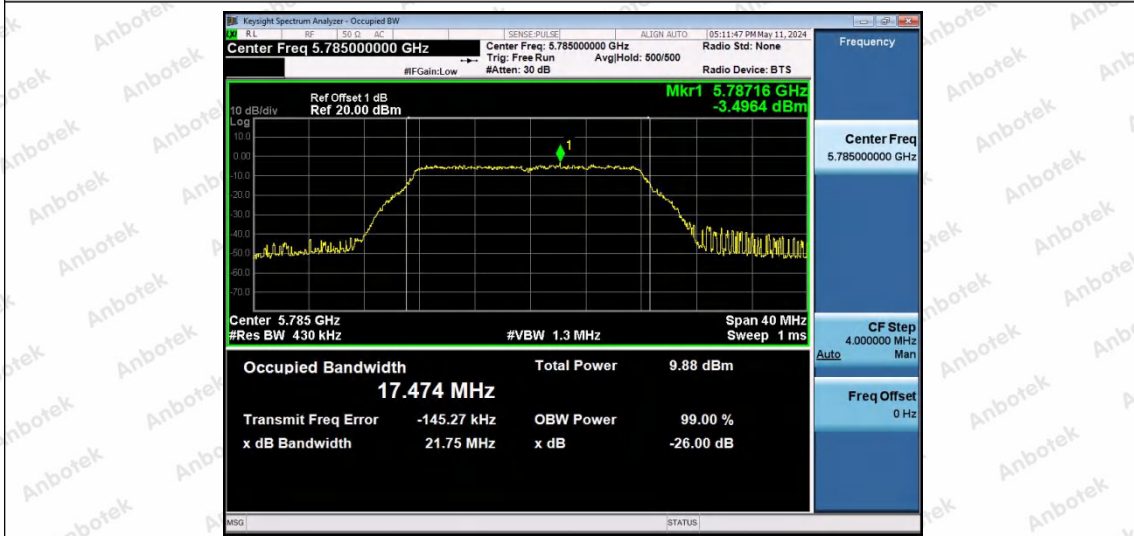 Keysight Spectrum Analyzer - Occupied BW
LXI RL RF 50 Ω AC SENSE:PULSE ALIGN AUTO 05:11:47 PM May 11, 2024
Center Freq 5.785000000 GHz
Center Freq: 5.785000000 GHz Radio Std: None
Trig: Free Run Avg|Hold: 500/500
#IFGain:Low #Atten: 30 dB Radio Device: BTS
Frequency
Ref Offset 1 dB Mkr1 5.78716 GHz
10 dB/div Ref 20.00 dBm -3.4964 dBm
Log
10.0
0.00
-10.0
-20.0
-30.0
-40.0
-50.0
-60.0
-70.0
1
Center 5.785 GHz Span 40 MHz
#Res BW 430 kHz #VBW 1.3 MHz Sweep 1 ms
Center Freq
5.785000000 GHz
CF Step
4.000000 MHz
Auto Man
Freq Offset
0 Hz
Occupied Bandwidth Total Power 9.88 dBm
17.474 MHz
Transmit Freq Error -145.27 kHz OBW Power 99.00 %
x dB Bandwidth 21.75 MHz x dB -26.00 dB
MSG STATUS
Anbotek